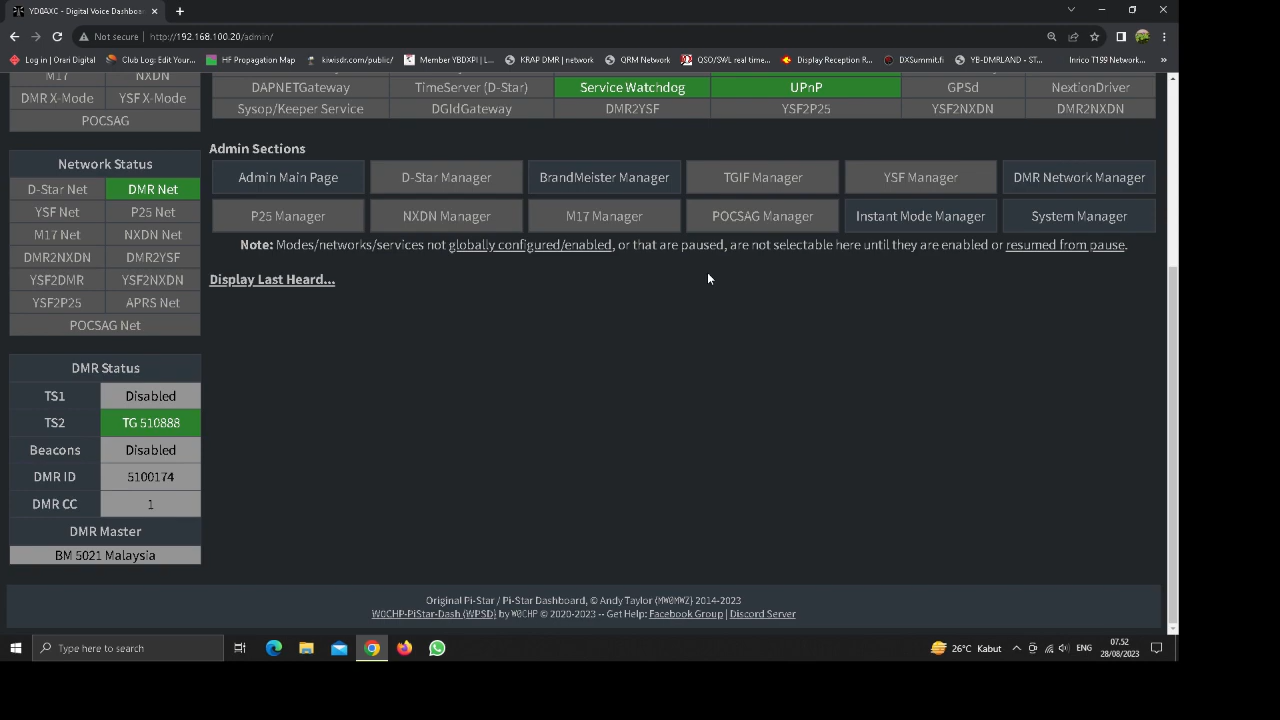 YD0AXC - Digital Voice Dashboa
Not secure | http://192.168.100.20/admin/
Log in | Oran Digital
Club Log: Edit Your...
HF Propagation Map
kiwisdr.com/public/
Member YBDXPI | L...
KRAP DMR | network
QRM Network
QSO/SWL real time...
Display Reception R...
DXSummit.fi
YB-DMRLAND - ST...
Inrico T199 Network...
M17 NXDN
DMR X-Mode YSF X-Mode
POCSAG
DAPNETGateway TimeServer (D-Star) Service Watchdog UPnP GPSd NextionDriver
Sysop/Keeper Service DGIdGateway DMR2YSF YSF2P25 YSF2NXDN DMR2NXDN
Network Status
D-Star Net DMR Net
YSF Net P25 Net
M17 Net NXDN Net
DMR2NXDN DMR2YSF
YSF2DMR YSF2NXDN
YSF2P25 APRS Net
POCSAG Net
Admin Sections
Admin Main Page D-Star Manager BrandMeister Manager TGIF Manager YSF Manager DMR Network Manager
P25 Manager NXDN Manager M17 Manager POCSAG Manager Instant Mode Manager System Manager
Note: Modes/networks/services not globally configured/enabled, or that are paused, are not selectable here until they are enabled or resumed from pause.
Display Last Heard...
DMR Status
TS1 Disabled
TS2 TG 510888
Beacons Disabled
DMR ID 5100174
DMR CC 1
DMR Master
BM 5021 Malaysia
Original Pi-Star / Pi-Star Dashboard, © Andy Taylor (MW0MWZ) 2014-2023
W0CHP-PiStar-Dash (WPSD) by W0CHP © 2020-2023 -- Get Help: Facebook Group | Discord Server
Type here to search
26°C Kabut
ENG
07.52
28/08/2023